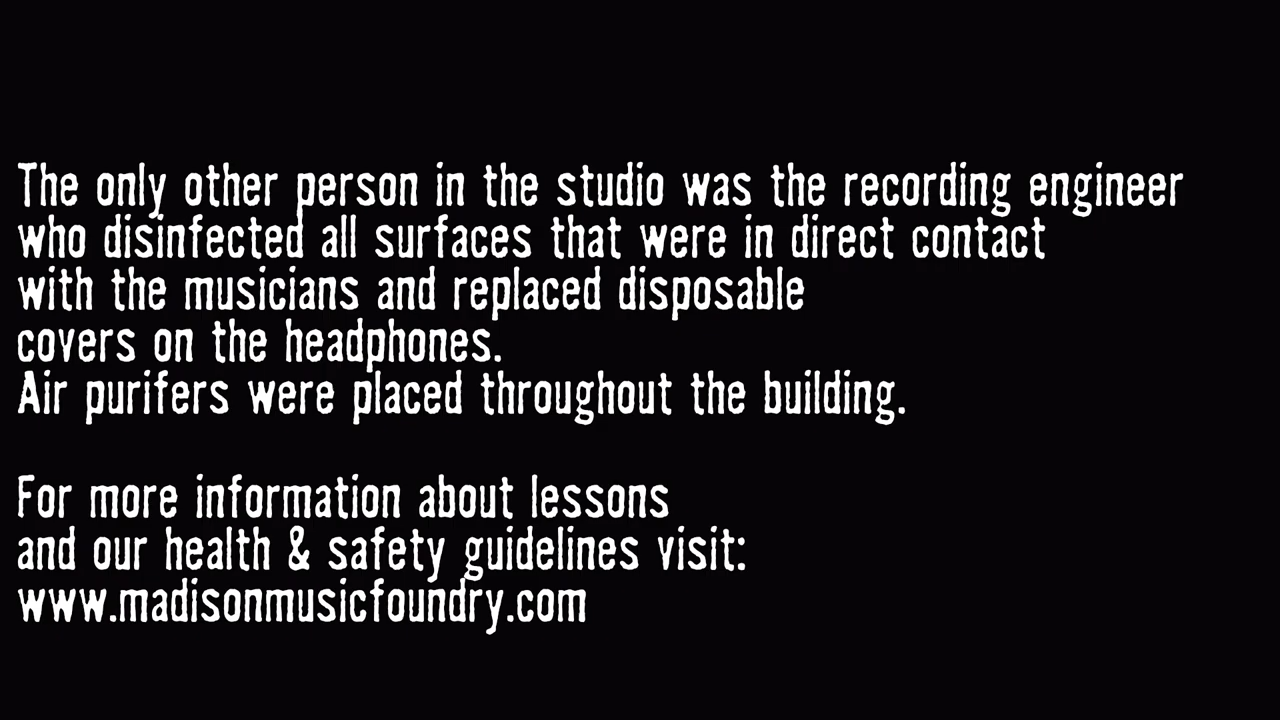 The only other person in the studio was the recording engineer
who disinfected all surfaces that were in direct contact
with the musicians and replaced disposable
covers on the headphones.
Air purifers were placed throughout the building.
For more information about lessons
and our health & safety guidelines visit:
www.madisonmusicfoundry.com